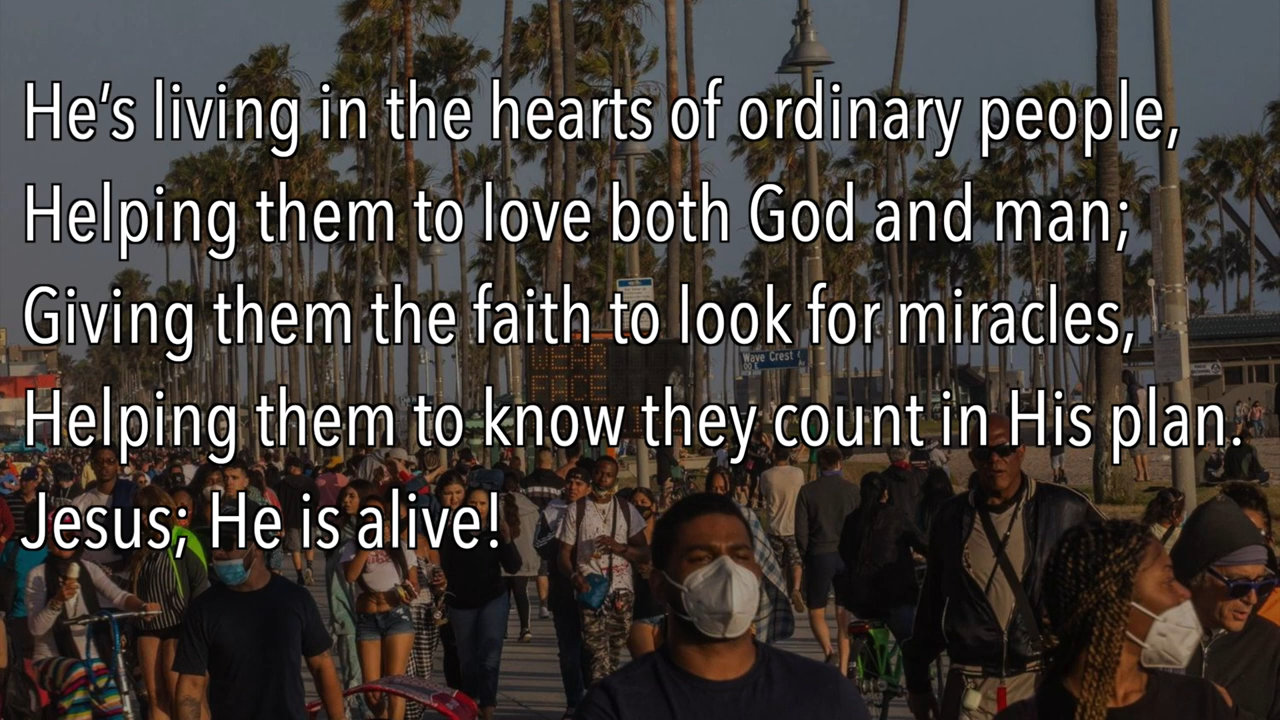 He’s living in the hearts of ordinary people,
Helping them to love both God and man;
Giving them the faith to look for miracles,
WEAR
FACE
Wave Crest
Helping them to know they count in His plan.
Jesus; He is alive!